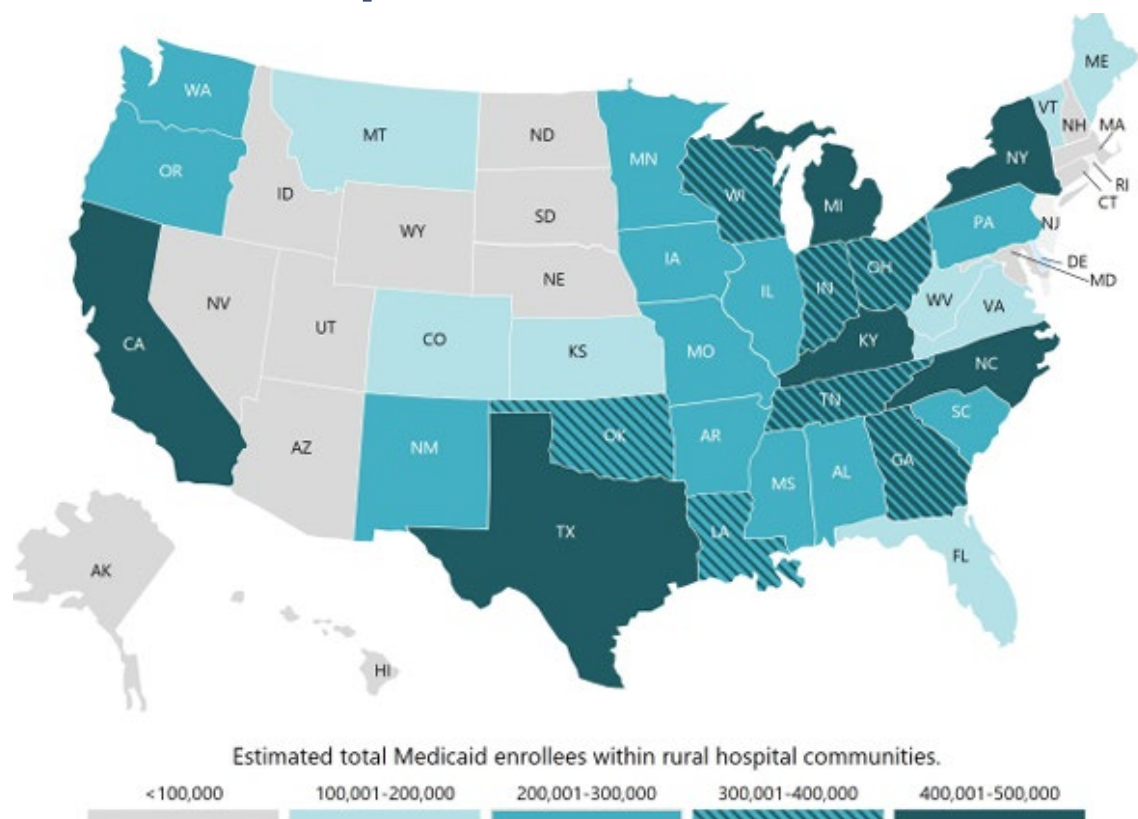 WA
MT
ND
MN
ME
VT
NH
MA
NY
RI
CT
OR
ID
SD
WI
MI
WY
IA
PA
NJ
NE
DE
MD
NV
UT
CO
KS
IL
IN
OH
WV
VA
CA
MO
KY
NC
AZ
NM
OK
AR
TN
SC
MS
AL
GA
TX
LA
FL
AK
HI
Estimated total Medicaid enrollees within rural hospital communities.
<100,000 100,001-200,000 200,001-300,000 300,001-400,000 400,001-500,000